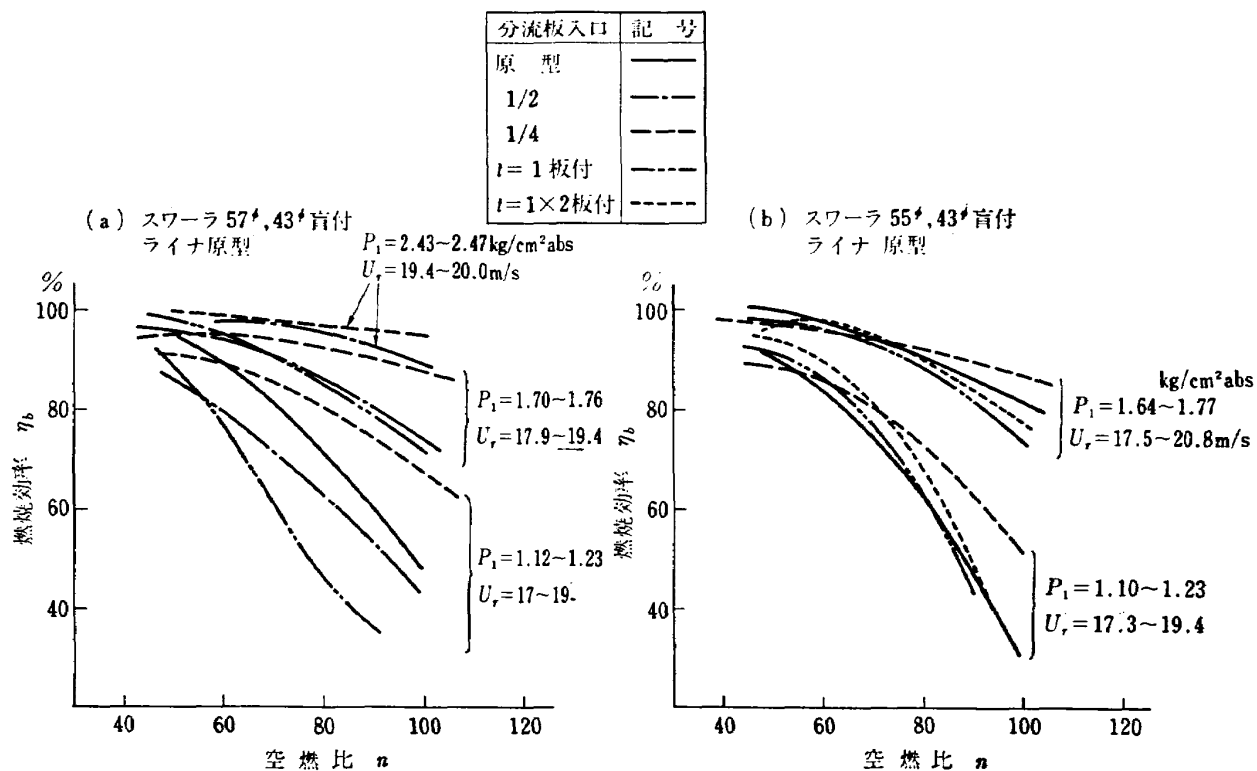 分流板入口 記号
原型
1/2
1/4
t=1板付
t=1×2板付
(a) スワーラ 57φ,43φ盲付
ライナ原型
P₁=2.43~2.47kg/cm²abs
Uᵣ=19.4~20.0m/s
%
100
80
60
40
燃焼効率 η_b
P₁=1.70~1.76
Uᵣ=17.9~19.4
P₁=1.12~1.23
Uᵣ=17~19
40 60 80 100
空燃比 n
(b) スワーラ 55φ,43φ盲付
ライナ 原型
%
100
80
60
40
燃焼効率 η_b
kg/cm²abs
P₁=1.64~1.77
Uᵣ=17.5~20.8m/s
P₁=1.10~1.23
Uᵣ=17.3~19.4
40 60 80 100
空燃比 n